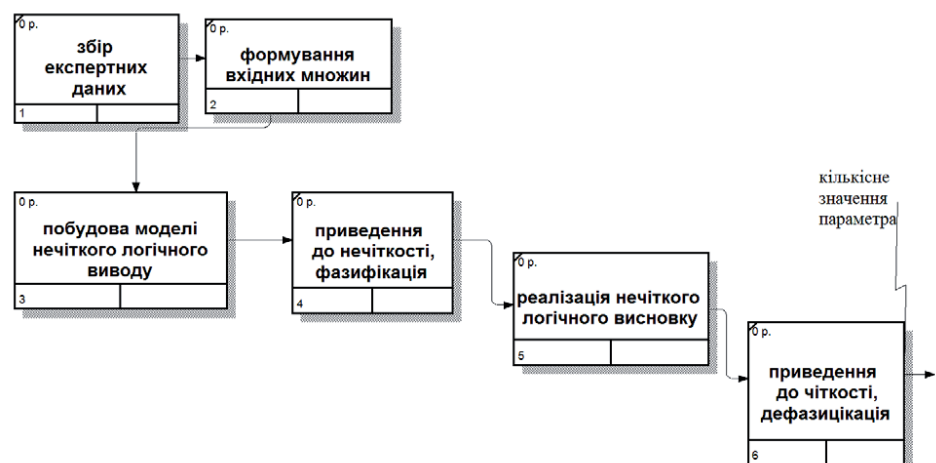 0 р.
збір
експертних
даних
1
0 р.
формування
вхідних множин
2
0 р.
побудова моделі
нечіткого логічного
виводу
3
0 р.
приведення
до нечіткості,
фазифікація
4
0 р.
реалізація нечіткого
логічного висновку
5
кількісне
значення
параметра
0 р.
приведення
до чіткості,
дефазицікація
6